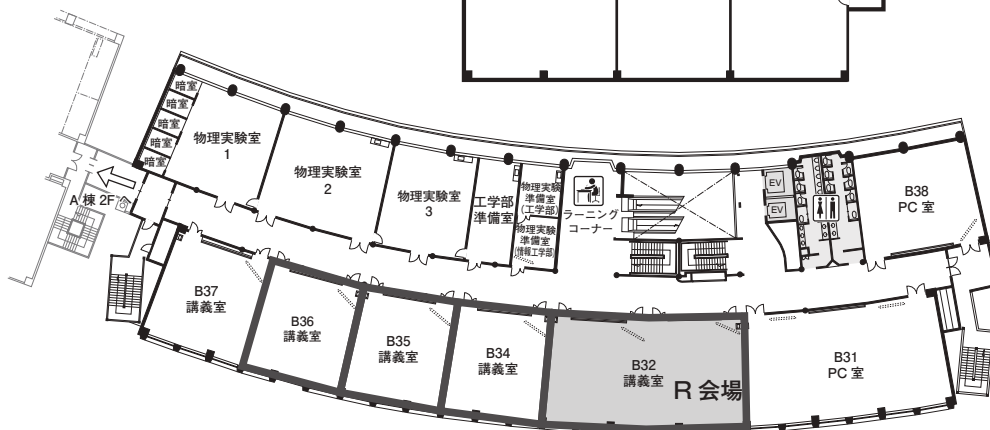 暗室
暗室
暗室
暗室
暗室
物理実験室
1
物理実験室
2
物理実験室
3
工学部
準備室
物理実験
準備室
(工学部)
物理実験
準備室
(情報工学部)
ラーニング
コーナー
EV
EV
B38
PC 室
A 棟 2Fへ
B37
講義室
B36
講義室
B35
講義室
B34
講義室
B32
講義室
R 会場
B31
PC 室